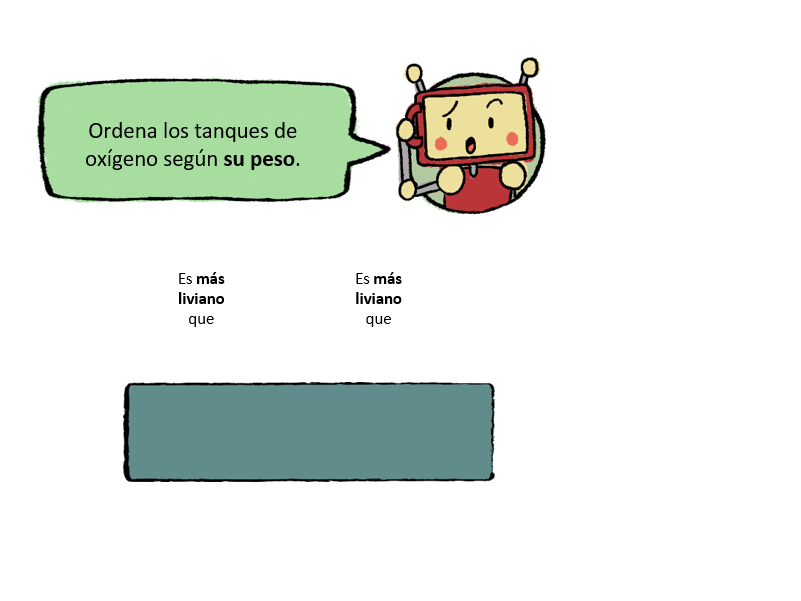 Ordena los tanques de
oxígeno según su peso.
Es más
liviano
que
Es más
liviano
que